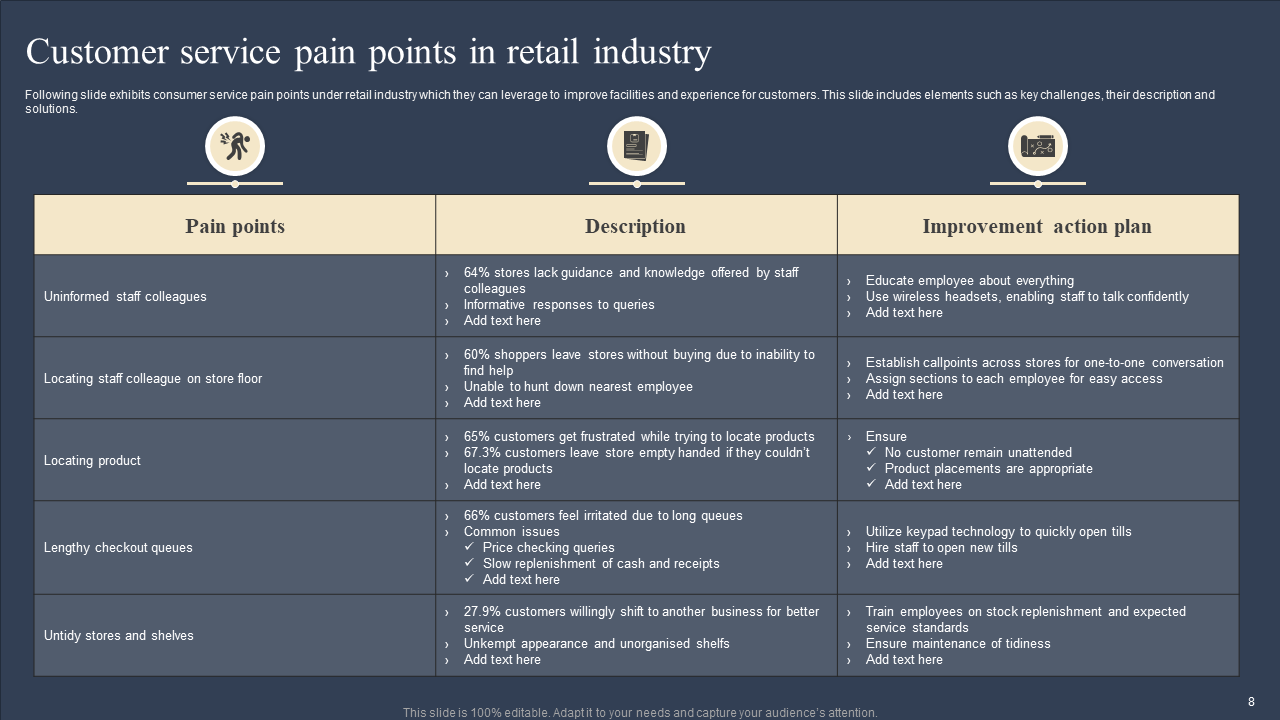 Customer service pain points in retail industry
Following slide exhibits consumer service pain points under retail industry which they can leverage to improve facilities and experience for customers. This slide includes elements such as key challenges, their description and
solutions.
Pain points
Description
Improvement action plan
Uninformed staff colleagues
› 64% stores lack guidance and knowledge offered by staff
colleagues
› Informative responses to queries
› Add text here
› Educate employee about everything
› Use wireless headsets, enabling staff to talk confidently
› Add text here
Locating staff colleague on store floor
› 60% shoppers leave stores without buying due to inability to
find help
› Unable to hunt down nearest employee
› Add text here
› Establish callpoints across stores for one-to-one conversation
› Assign sections to each employee for easy access
› Add text here
Locating product
› 65% customers get frustrated while trying to locate products
› 67.3% customers leave store empty handed if they couldn't
locate products
› Add text here
› Ensure
✓ No customer remain unattended
✓ Product placements are appropriate
✓ Add text here
Lengthy checkout queues
› 66% customers feel irritated due to long queues
› Common issues
✓ Price checking queries
✓ Slow replenishment of cash and receipts
✓ Add text here
› Utilize keypad technology to quickly open tills
› Hire staff to open new tills
› Add text here
Untidy stores and shelves
› 27.9% customers willingly shift to another business for better
service
› Unkempt appearance and unorganised shelfs
› Add text here
› Train employees on stock replenishment and expected
service standards
› Ensure maintenance of tidiness
› Add text here
8
This slide is 100% editable. Adapt it to your needs and capture your audience's attention.